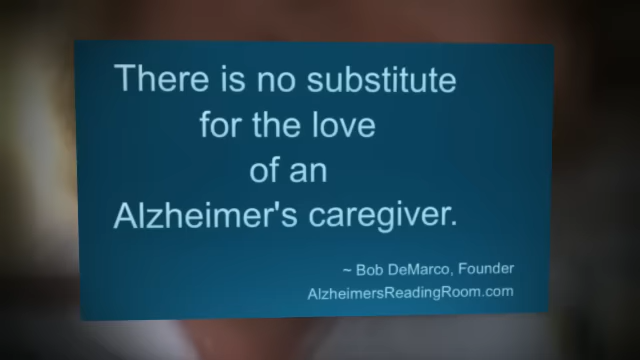 There is no substitute
for the love
of an
Alzheimer's caregiver.
~ Bob DeMarco, Founder
AlzheimersReadingRoom.com